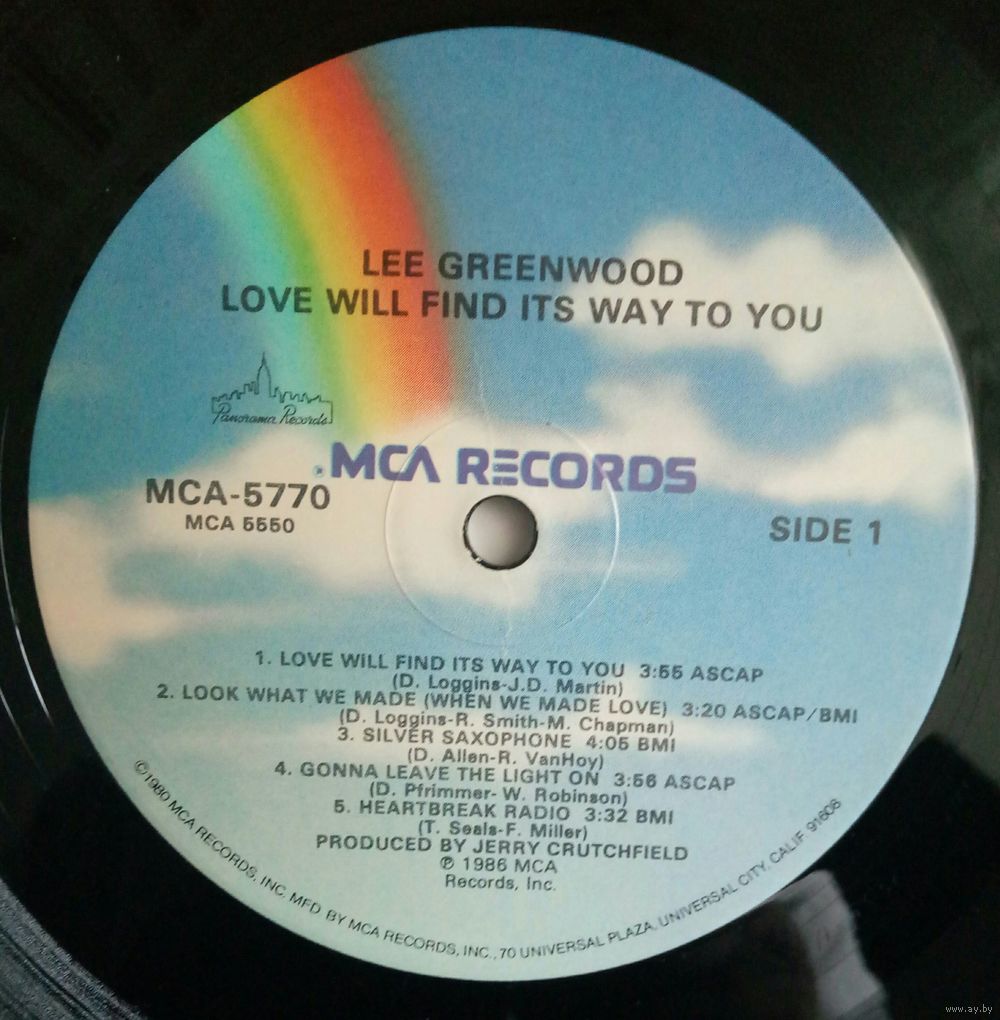 LEE GREENWOOD
LOVE WILL FIND ITS WAY TO YOU
Panorama Records
MCA RECORDS
MCA-5770
MCA 5550
SIDE 1
1. LOVE WILL FIND ITS WAY TO YOU 3:55 ASCAP
(D. Loggins-J.D. Martin)
2. LOOK WHAT WE MADE (WHEN WE MADE LOVE) 3:20 ASCAP/BMI
(D. Loggins-R. Smith-M. Chapman)
3. SILVER SAXOPHONE 4:05 BMI
(D. Allen-R. VanHoy)
4. GONNA LEAVE THE LIGHT ON 3:56 ASCAP
(D. Pfrimmer- W. Robinson)
5. HEARTBREAK RADIO 3:32 BMI
(T. Seals-F. Miller)
PRODUCED BY JERRY CRUTCHFIELD
℗ 1986 MCA
Records, Inc.
©1980 MCA RECORDS, INC. MFD. BY MCA RECORDS, INC., 70 UNIVERSAL PLAZA, UNIVERSAL CITY, CALIF. 91608
www.ay.by